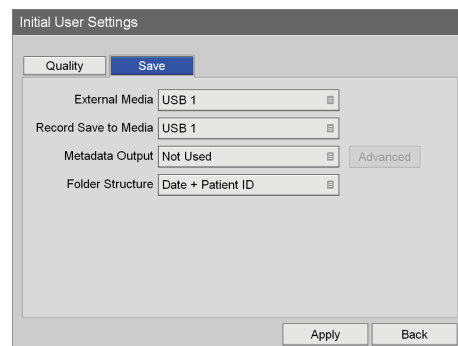 Initial User Settings
Quality Save
External Media USB 1
Record Save to Media USB 1
Metadata Output Not Used Advanced
Folder Structure Date + Patient ID
Apply Back